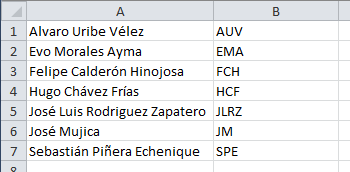 A B
1 Alvaro Uribe Vélez AUV
2 Evo Morales Ayma EMA
3 Felipe Calderón Hinojosa FCH
4 Hugo Chávez Frías HCF
5 José Luis Rodriguez Zapatero JLRZ
6 José Mujica JM
7 Sebastián Piñera Echenique SPE